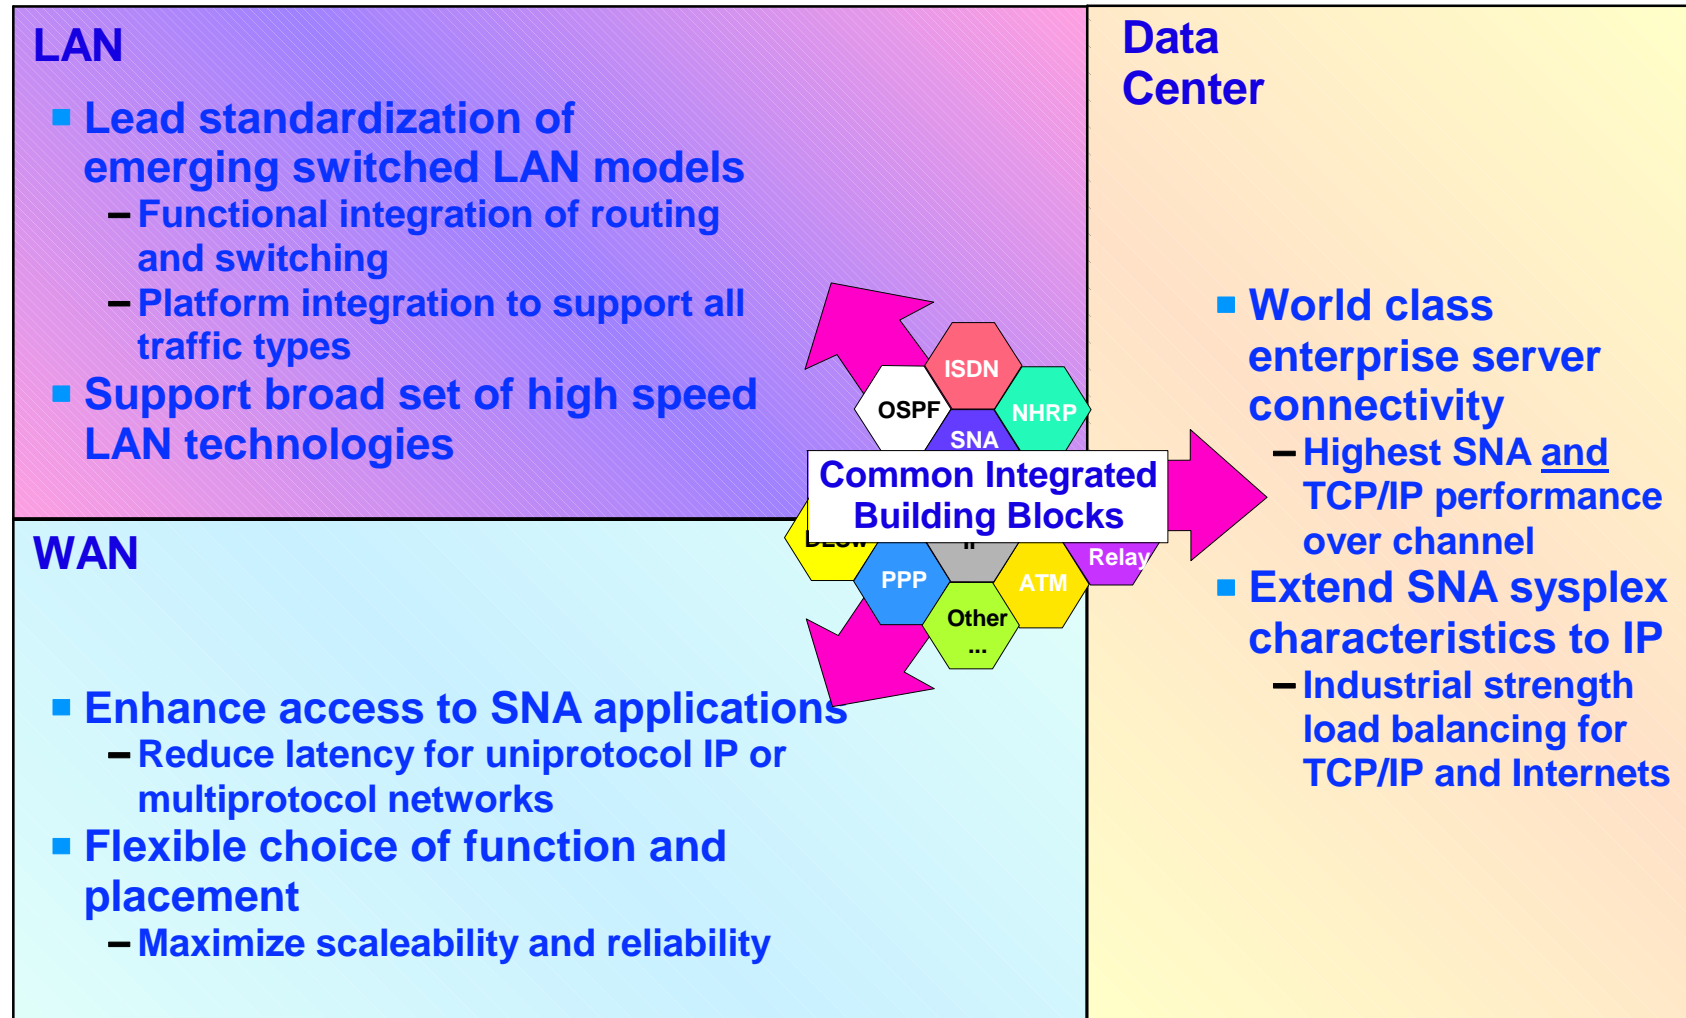 LAN
Lead standardization of
emerging switched LAN models
– Functional integration of routing
and switching
– Platform integration to support all
traffic types
Support broad set of high speed
LAN technologies
WAN
Enhance access to SNA applications
– Reduce latency for uniprotocol IP or
multiprotocol networks
Flexible choice of function and
placement
– Maximize scaleability and reliability
ISDN
OSPF
NHRP
SNA
Common Integrated
Building Blocks
Relay
PPP
ATM
Other
...
Data
Center
World class
enterprise server
connectivity
– Highest SNA and
TCP/IP performance
over channel
Extend SNA sysplex
characteristics to IP
– Industrial strength
load balancing for
TCP/IP and Internets